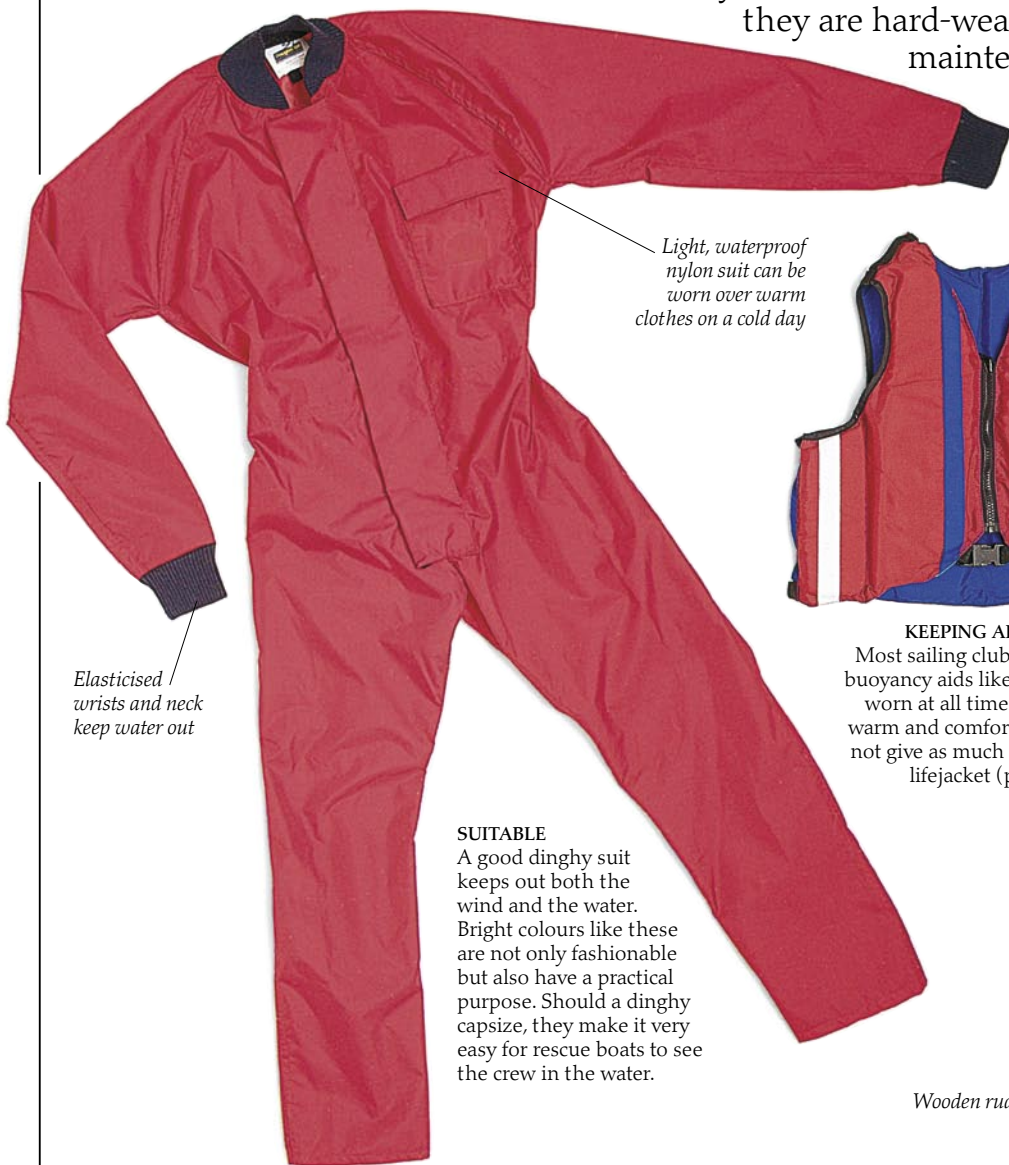 they are hard-wea
mainte
Light, waterproof
nylon suit can be
worn over warm
clothes on a cold day
Elasticised
wrists and neck
keep water out
KEEPING A
Most sailing club
buoyancy aids like
worn at all time
warm and comfor
not give as much
lifejacket (p
SUITABLE
A good dinghy suit
keeps out both the
wind and the water.
Bright colours like these
are not only fashionable
but also have a practical
purpose. Should a dinghy
capsize, they make it very
easy for rescue boats to see
the crew in the water.
Wooden ru